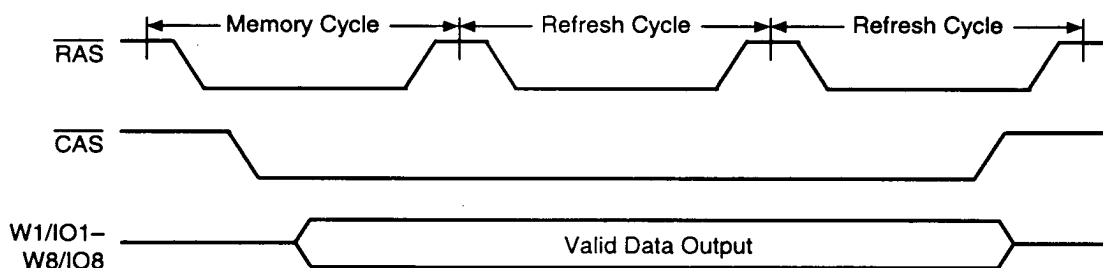 Memory Cycle Refresh Cycle Refresh Cycle
RAS
CAS
W1/IO1–
W8/IO8
Valid Data Output